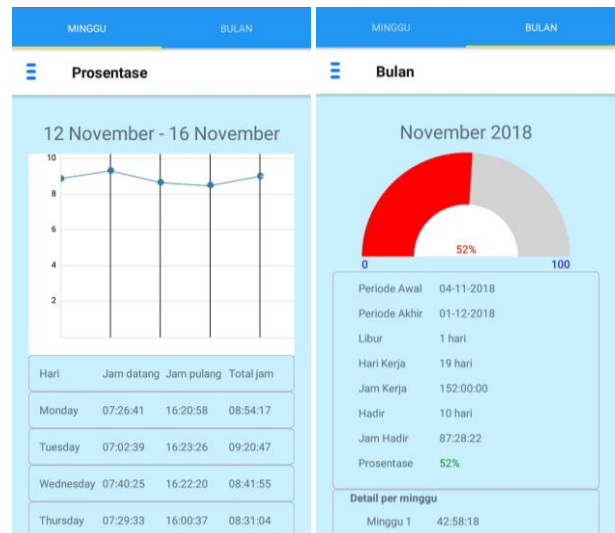 MINGGU BULAN
Prosentase
12 November - 16 November
10
8
6
4
2
Hari Jam datang Jam pulang Total jam
Monday 07:26:41 16:20:58 08:54:17
Tuesday 07:02:39 16:23:26 09:20:47
Wednesday 07:40:25 16:22:20 08:41:55
Thursday 07:29:33 16:00:37 08:31:04
MINGGU BULAN
Bulan
November 2018
52%
0 100
Periode Awal 04-11-2018
Periode Akhir 01-12-2018
Libur 1 hari
Hari Kerja 19 hari
Jam Kerja 152:00:00
Hadir 10 hari
Jam Hadir 87:28:22
Prosentase 52%
Detail per minggu
Minggu 1 42:58:18